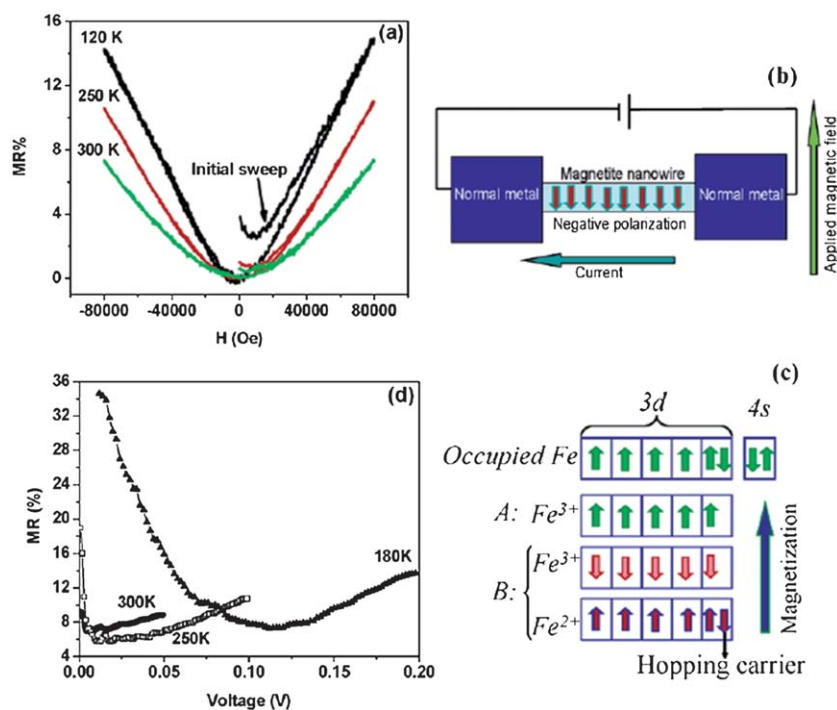 (a)
16
12
8
4
0
MR%
120 K
250 K
300 K
Initial sweep
-80000 -40000 0 40000 80000
H (Oe)
(b)
Normal metal
Magnetite nanowire
Negative polanzation
Normal metal
Current
Applied magnetic field
(d)
36
32
28
24
20
16
12
8
4
MR (%)
180K
300K
250K
0.00 0.05 0.10 0.15 0.20
Voltage (V)
(c)
3d 4s
Occupied Fe
A: Fe3+
B: Fe3+
Fe2+
Hopping carrier
Magnetization